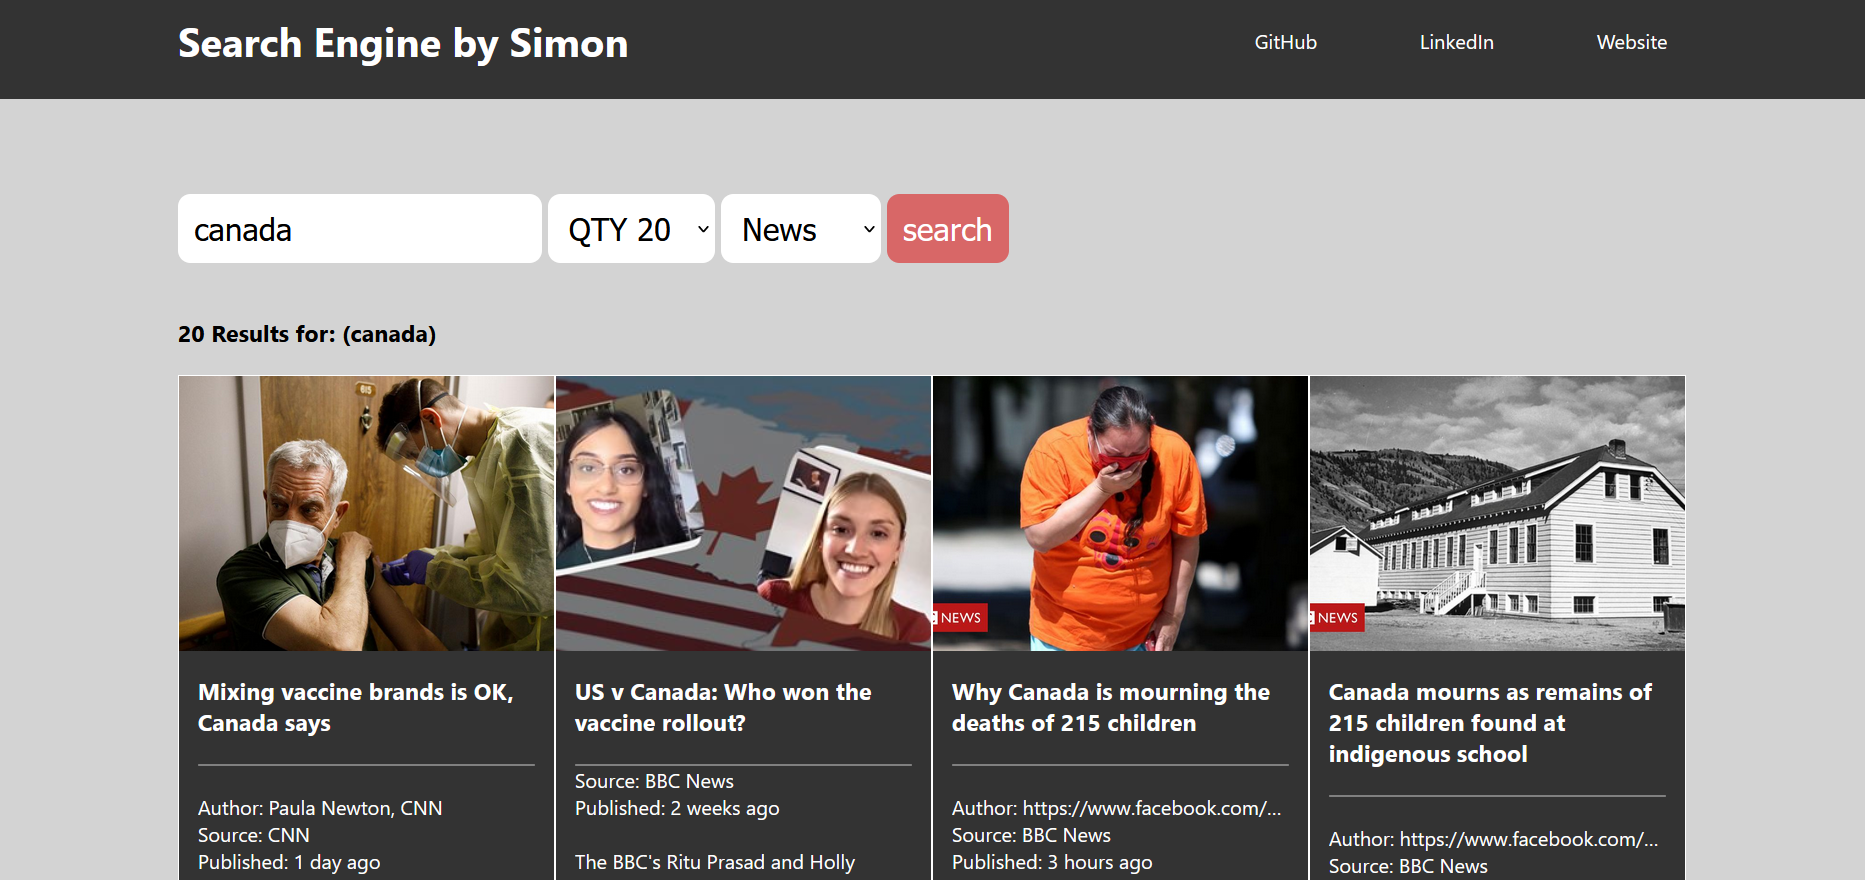 Search Engine by Simon
GitHub
LinkedIn
Website
canada
QTY 20
News
search
20 Results for: (canada)
615
NEWS
NEWS
Mixing vaccine brands is OK,
Canada says
Author: Paula Newton, CNN
Source: CNN
Published: 1 day ago
US v Canada: Who won the
vaccine rollout?
Source: BBC News
Published: 2 weeks ago
The BBC's Ritu Prasad and Holly
Why Canada is mourning the
deaths of 215 children
Author: https://www.facebook.com/...
Source: BBC News
Published: 3 hours ago
Canada mourns as remains of
215 children found at
indigenous school
Author: https://www.facebook.com/...
Source: BBC News